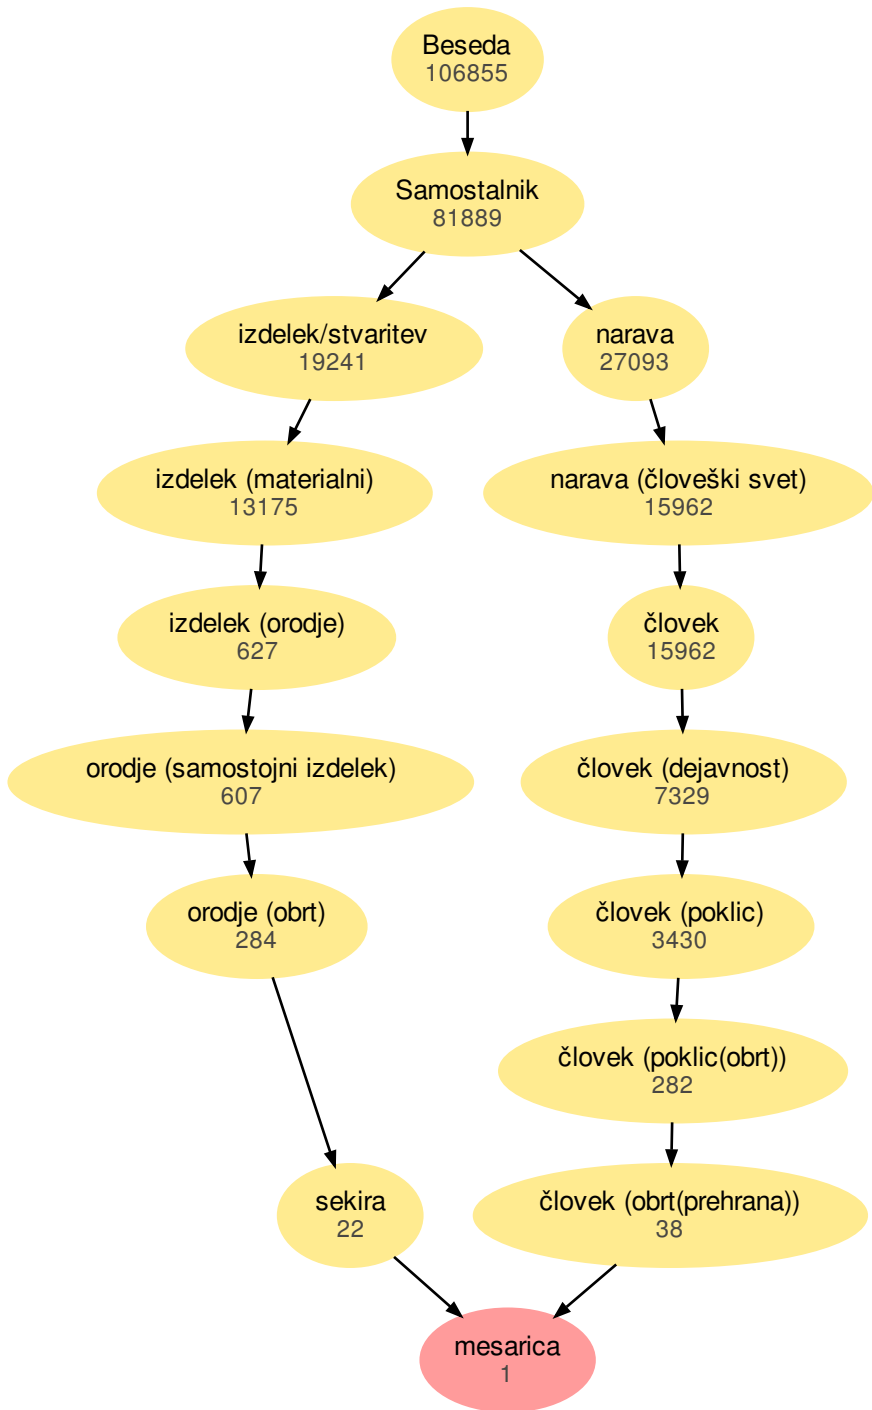 Beseda
106855
Samostalnik
81889
izdelek/stvaritev
19241
narava
27093
izdelek (materialni)
13175
narava (človeški svet)
15962
izdelek (orodje)
627
človek
15962
orodje (samostojni izdelek)
607
človek (dejavnost)
7329
orodje (obrt)
284
človek (poklic)
3430
človek (poklic(obrt))
282
sekira
22
človek (obrt(prehrana))
38
mesarica
1